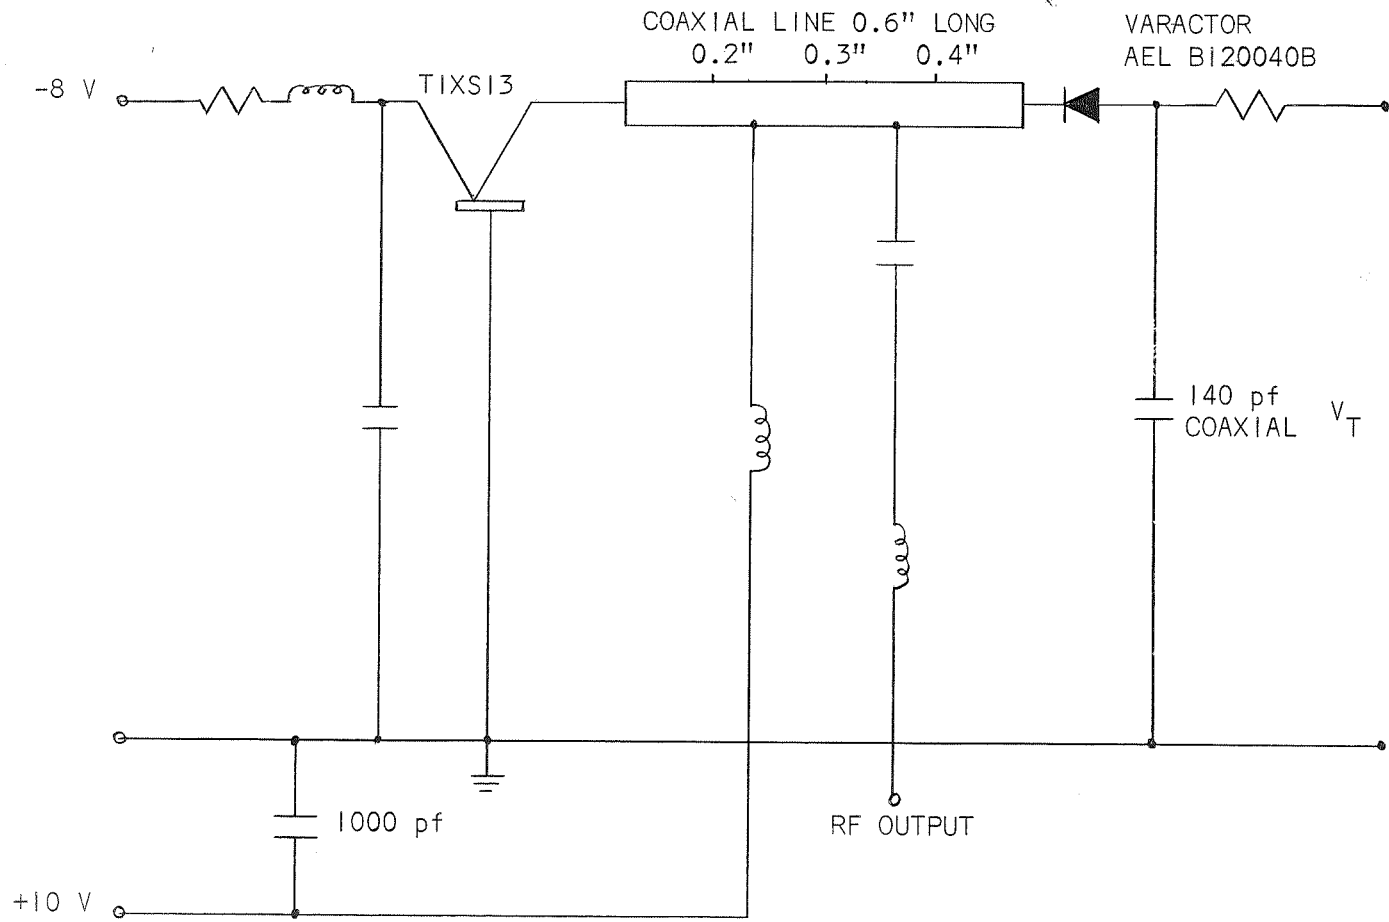 COAXIAL LINE 0.6" LONG
0.2" 0.3" 0.4"
VARACTOR
AEL B120040B
-8 V
TIXS13
140 pf
COAXIAL
VT
1000 pf
RF OUTPUT
+10 V